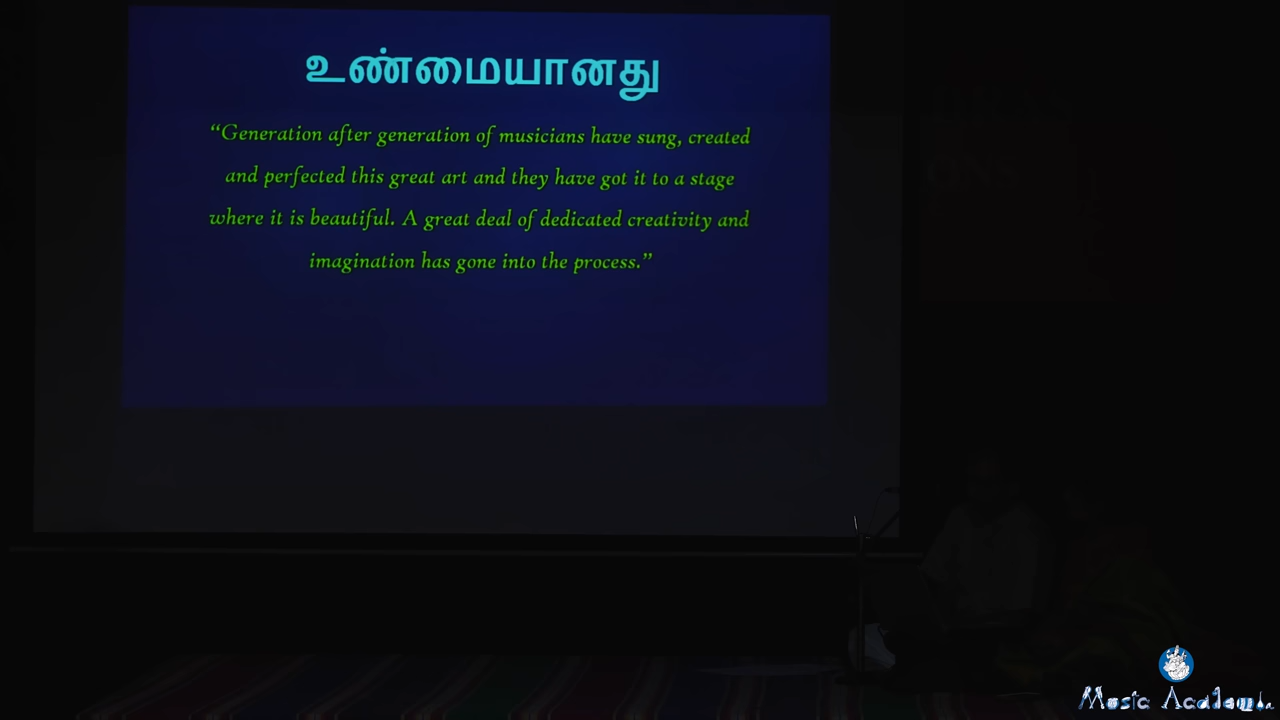 உண்மையானது
“Generation after generation of musicians have sung, created
and perfected this great art and they have got it to a stage
where it is beautiful. A great deal of dedicated creativity and
imagination has gone into the process.”
Music Academy